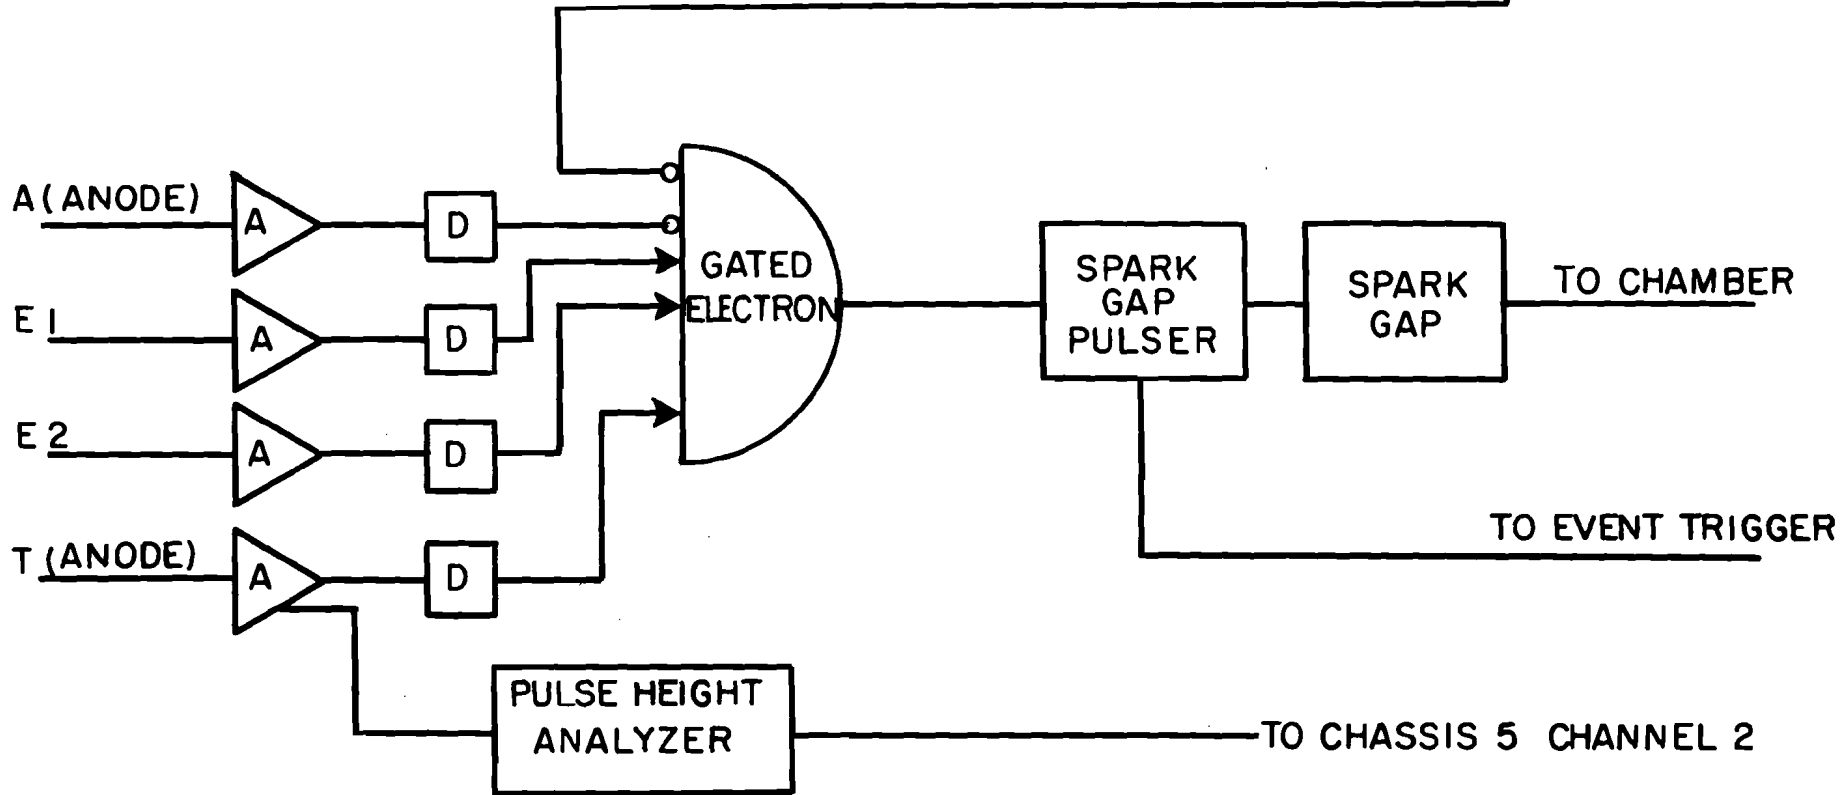 A (ANODE)
A
D
E 1
A
D
E 2
A
D
T (ANODE)
A
D
GATED
ELECTRON
SPARK
GAP
PULSER
SPARK
GAP
TO CHAMBER
TO EVENT TRIGGER
PULSE HEIGHT
ANALYZER
TO CHASSIS 5 CHANNEL 2